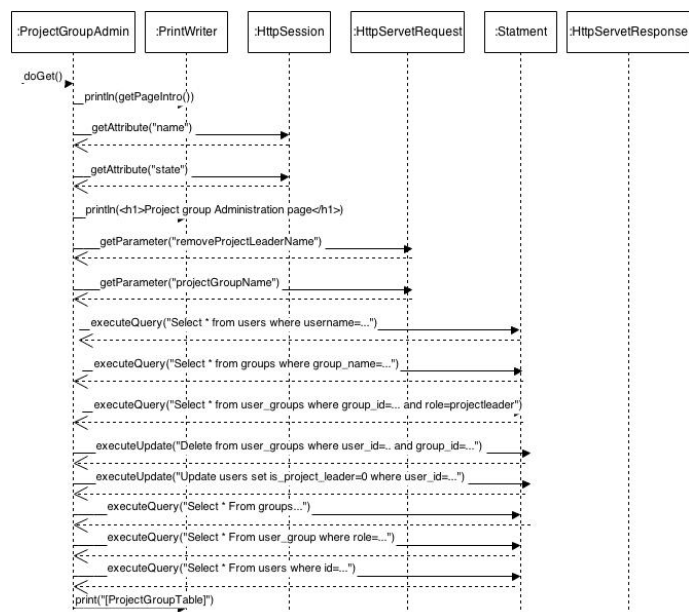 :ProjectGroupAdmin :PrintWriter :HttpSession :HttpServetRequest :Statment :HttpServetResponse
doGet()
println(getPageIntro())
getAttribute("name")
getAttribute("state")
println(<h1>Project group Administration page</h1>)
getParameter("removeProjectLeaderName")
getParameter("projectGroupName")
executeQuery("Select * from users where username=...")
executeQuery("Select * from groups where group_name=...")
executeQuery("Select * from user_groups where group_id=... and role=projectleader")
executeUpdate("Delete from user_groups where user_id=.. and group_id=...")
executeUpdate("Update users set is_project_leader=0 where user_id=...")
executeQuery("Select * From groups...")
executeQuery("Select * From user_group where role=...")
executeQuery("Select * From users where id=...")
print("[ProjectGroupTable]")